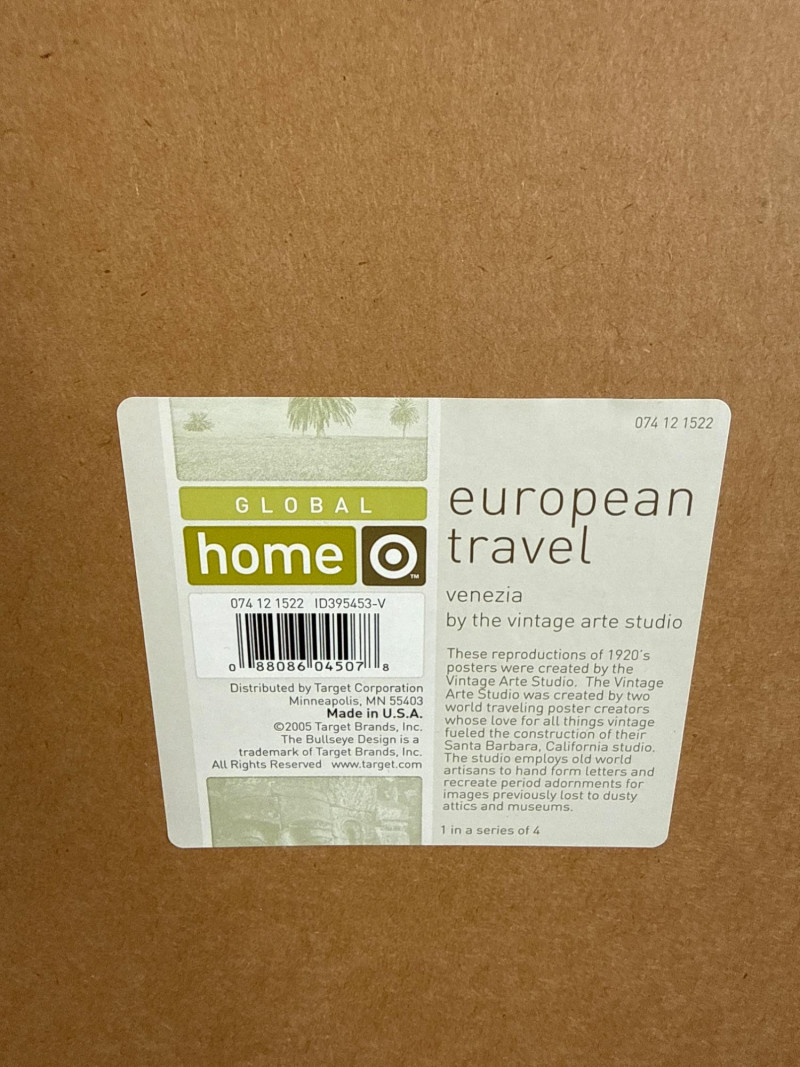 GLOBAL
home
TM
074 12 1522 ID395453-V
0 88086 04507 8
Distributed by Target Corporation
Minneapolis, MN 55403
Made in U.S.A.
©2005 Target Brands, Inc.
The Bullseye Design is a
trademark of Target Brands, Inc.
All Rights Reserved www.target.com
074 12 1522
european
travel
venezia
by the vintage arte studio
These reproductions of 1920's
posters were created by the
Vintage Arte Studio. The Vintage
Arte Studio was created by two
world traveling poster creators
whose love for all things vintage
fueled the construction of their
Santa Barbara, California studio.
The studio employs old world
artisans to hand form letters and
recreate period adornments for
images previously lost to dusty
attics and museums.
1 in a series of 4